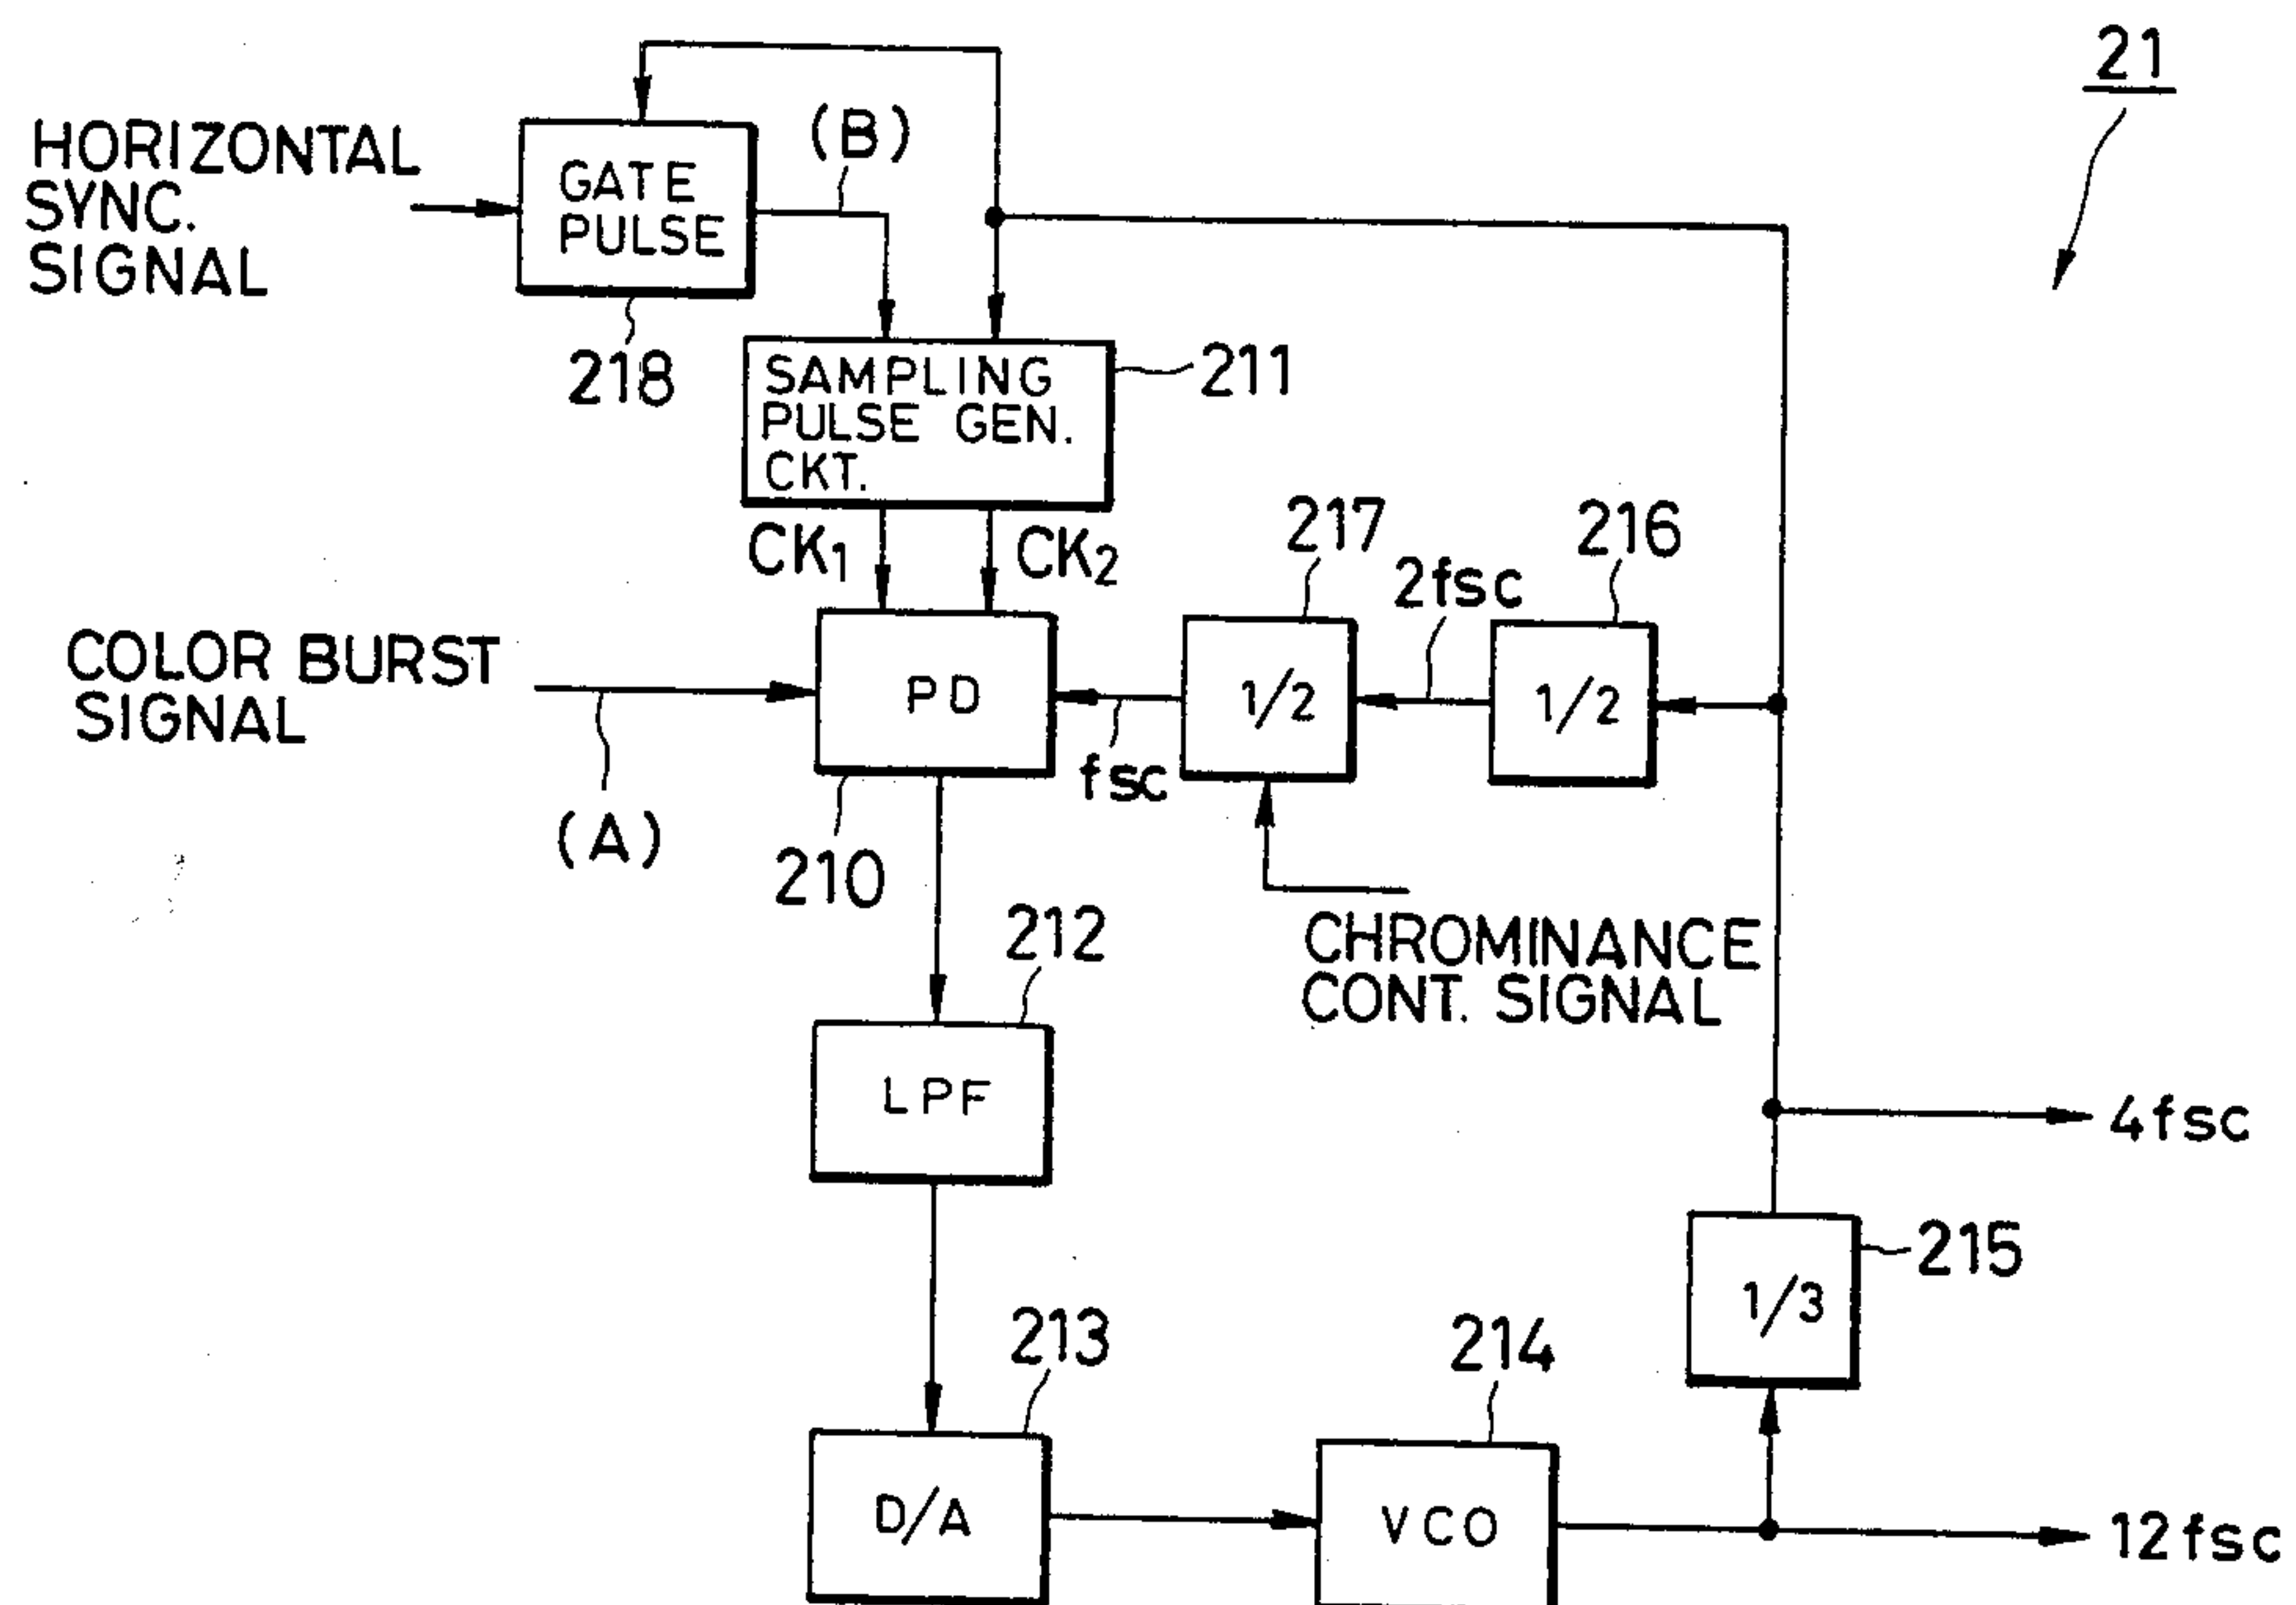 21
HORIZONTAL
SYNC.
SIGNAL
GATE
PULSE
(B)
218
SAMPLING
PULSE GEN.
CKT.
211
CK1
CK2
217
216
2fsc
COLOR BURST
SIGNAL
PD
1/2
1/2
fsc
(A)
210
CHROMINANCE
CONT. SIGNAL
212
LPF
4fsc
215
1/3
213
214
D/A
VCO
12fsc